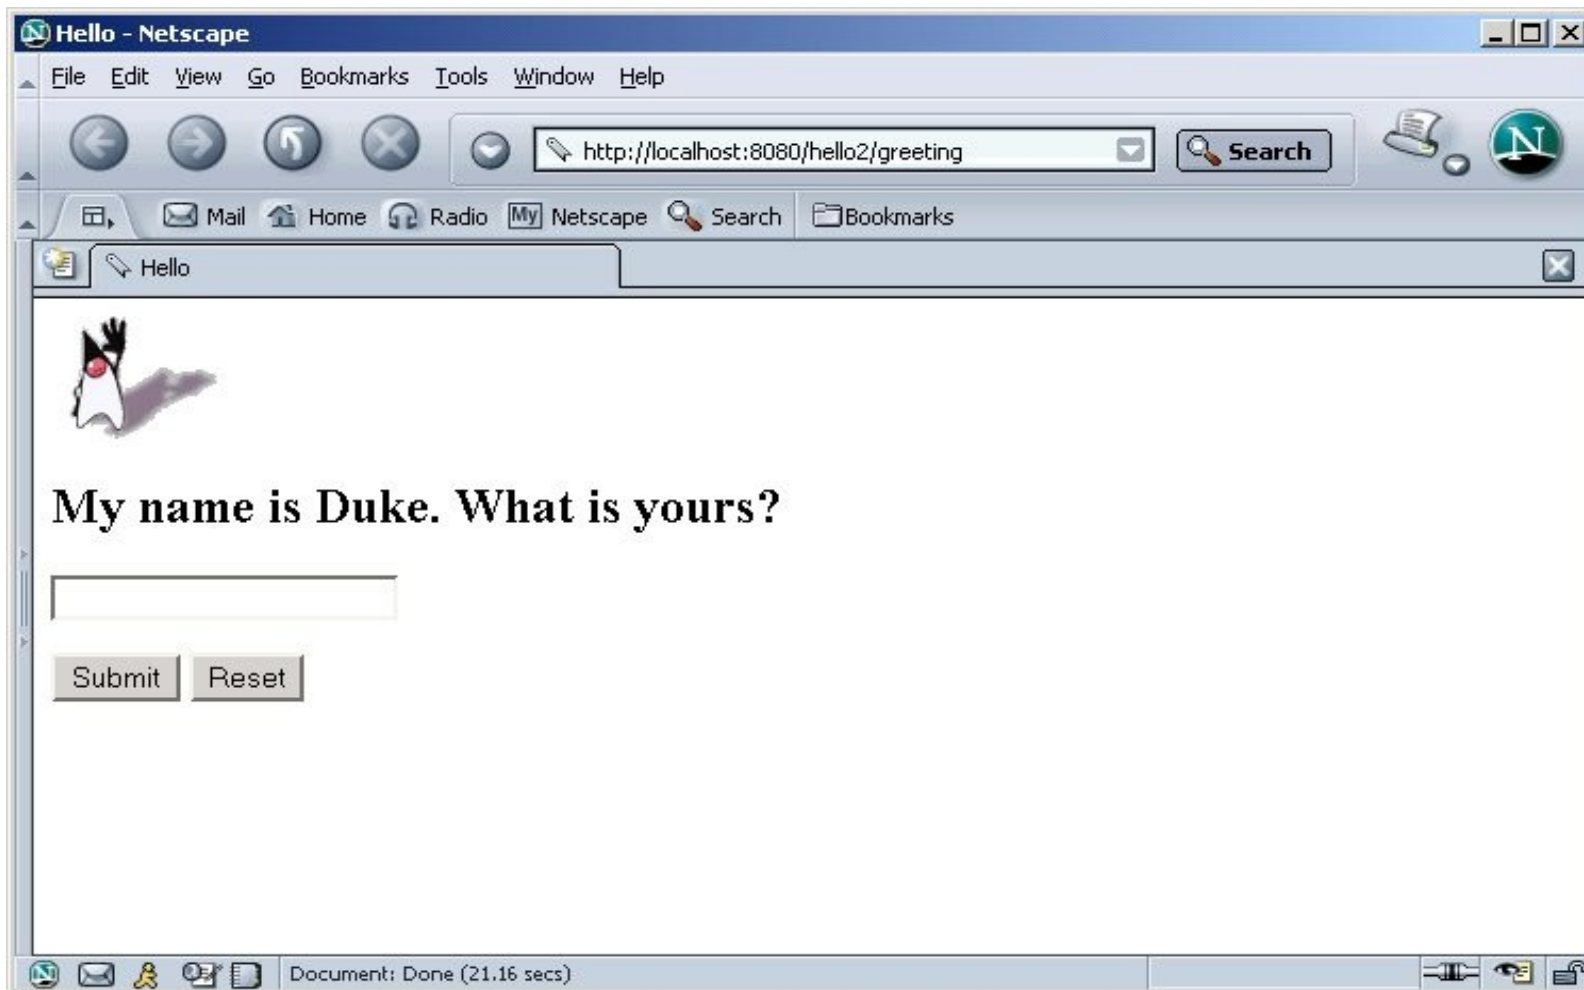 Hello - Netscape
File Edit View Go Bookmarks Tools Window Help
http://localhost:8080/hello2/greeting Search N
Mail Home Radio My Netscape Search Bookmarks
Hello
My name is Duke. What is yours?
Submit Reset
Document: Done (21.16 secs)